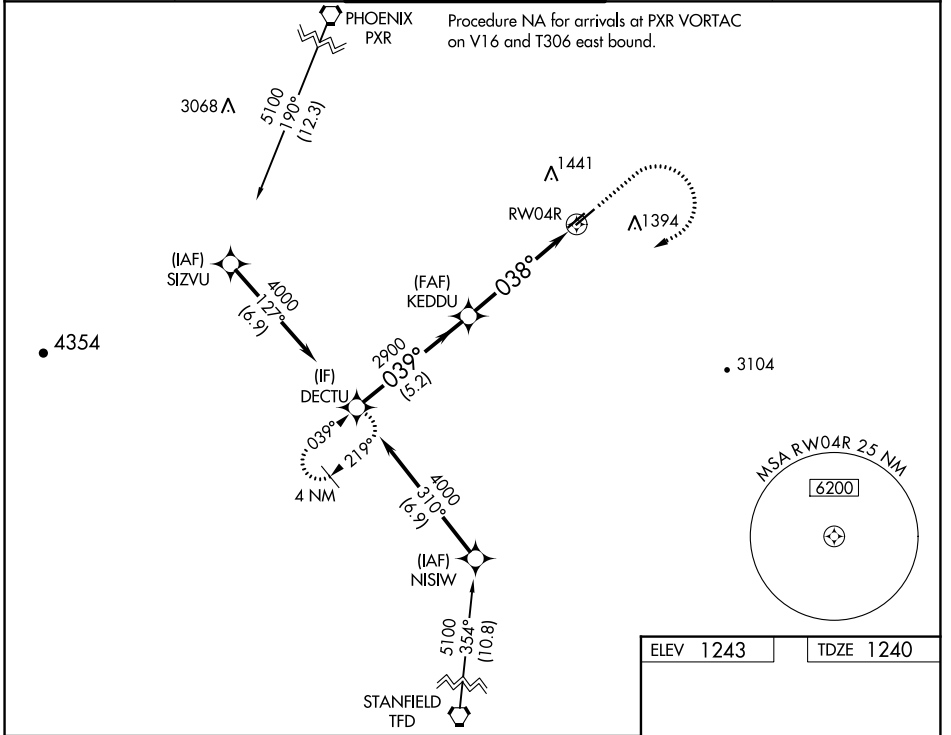 PHOENIX
PXR
Procedure NA for arrivals at PXR VORTAC
on V16 and T306 east bound.
3068
5100
190°
(12.3)
1441
RW04R
1394
(IAF)
SIZVU
4000
127°
(6.9)
(FAF)
KEDDU
038°
4354
2900
039°
(5.2)
3104
(IF)
DECTU
039°
219°
4 NM
4000
310°
(6.9)
MSA RW04R 25 NM
6200
(IAF)
NISIW
5100
354°
(10.8)
STANFIELD
TFD
ELEV 1243
TDZE 1240